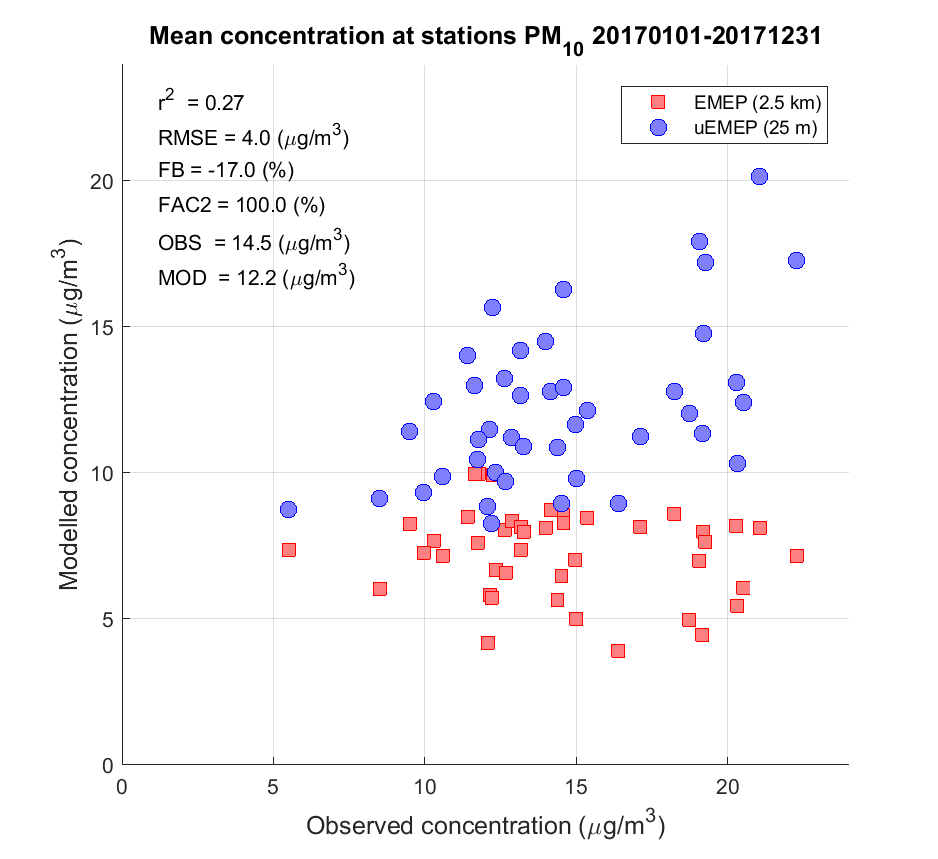 Mean concentration at stations PM10 20170101-20171231
r2 = 0.27
RMSE = 4.0 (μg/m3)
FB = -17.0 (%)
FAC2 = 100.0 (%)
OBS = 14.5 (μg/m3)
MOD = 12.2 (μg/m3)
EMEP (2.5 km)
uEMEP (25 m)
Modelled concentration (μg/m3)
20
15
10
5
0
0 5 10 15 20
Observed concentration (μg/m3)